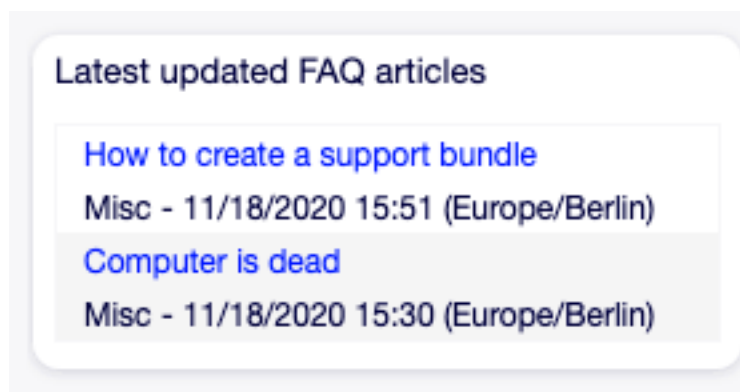 Latest updated FAQ articles
How to create a support bundle
Misc - 11/18/2020 15:51 (Europe/Berlin)
Computer is dead
Misc - 11/18/2020 15:30 (Europe/Berlin)